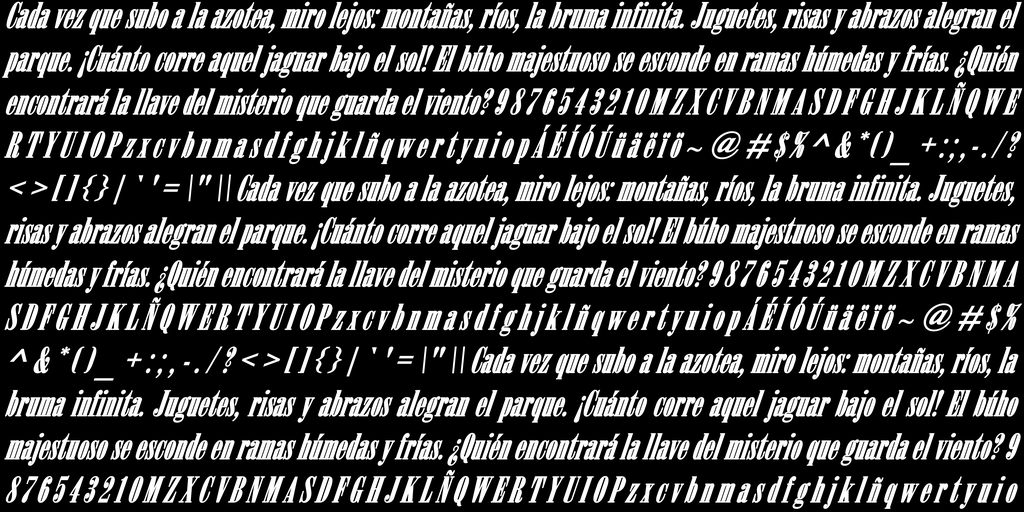 Cada vez que subo a la azotea, miro lejos: montañas, ríos, la bruma infinita. Juguetes, risas y abrazos alegran el
parque. ¡Cuánto corre aquel jaguar bajo el sol! El búho majestuoso se esconde en ramas húmedas y frías. ¿Quién
encontrará la llave del misterio que guarda el viento? 9 8 7 6 5 4 3 2 1 0 M Z X C V B N M A S D F G H J K L Ñ Q W E
R T Y U I O P z x c v b n m a s d f g h j k l ñ q w e r t y u i o p Á É Í Ó Ú ü ä ë ï ö ~ @ # $ % ^ & * ( ) _ + : ; , - . / ?
< > [ ] { } | ` ' = \ " \\ Cada vez que subo a la azotea, miro lejos: montañas, ríos, la bruma infinita. Juguetes,
risas y abrazos alegran el parque. ¡Cuánto corre aquel jaguar bajo el sol! El búho majestuoso se esconde en ramas
húmedas y frías. ¿Quién encontrará la llave del misterio que guarda el viento? 9 8 7 6 5 4 3 2 1 0 M Z X C V B N M A
S D F G H J K L Ñ Q W E R T Y U I O P z x c v b n m a s d f g h j k l ñ q w e r t y u i o p Á É Í Ó Ú ü ä ë ï ö ~ @ # $ %
^ & * ( ) _ + : ; , - . / ? < > [ ] { } | ` ' = \ " \\ Cada vez que subo a la azotea, miro lejos: montañas, ríos, la
bruma infinita. Juguetes, risas y abrazos alegran el parque. ¡Cuánto corre aquel jaguar bajo el sol! El búho
majestuoso se esconde en ramas húmedas y frías. ¿Quién encontrará la llave del misterio que guarda el viento? 9
8 7 6 5 4 3 2 1 0 M Z X C V B N M A S D F G H J K L Ñ Q W E R T Y U I O P z x c v b n m a s d f g h j k l ñ q w e r t y u i o